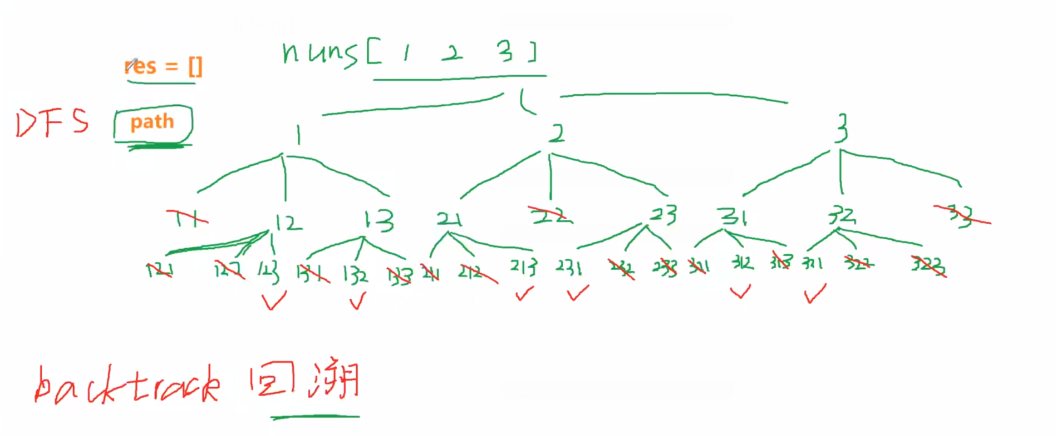 nums[ 1 2 3 ]
res = []
DFS path
1 2 3
11 12 13 21 22 23 31 32 33
121 122 123 131 132 133 211 212 213 231 232 233 311 312 313 321 322 323
backtrack 回溯